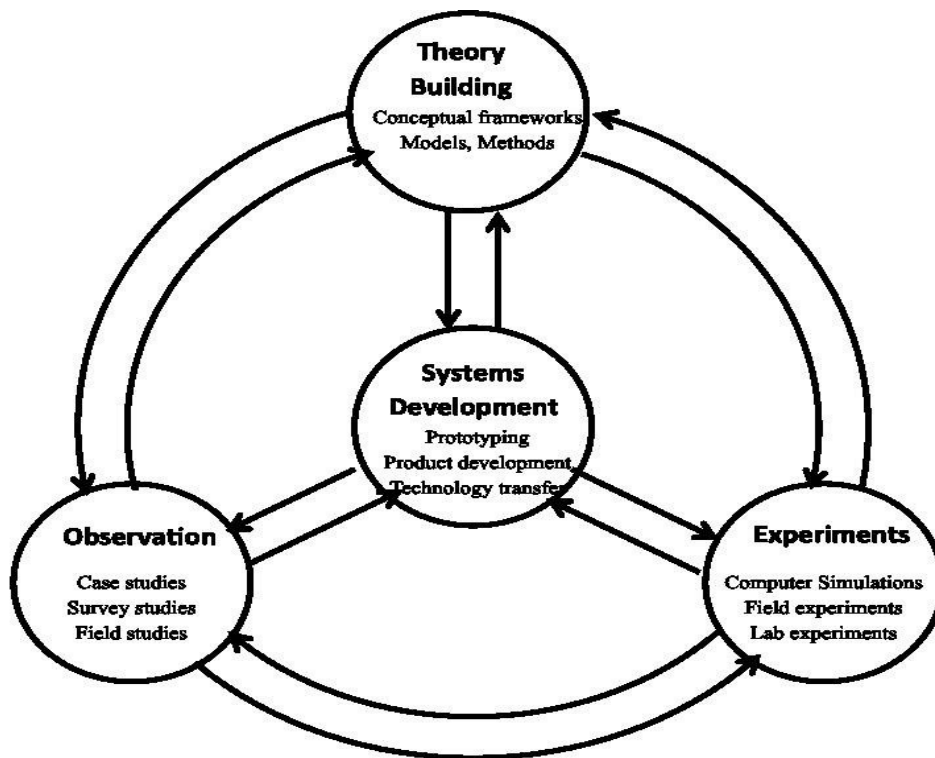 Theory
Building
Conceptual frameworks
Models, Methods
Systems
Development
Prototyping
Product development
Technology transfer
Observation
Case studies
Survey studies
Field studies
Experiments
Computer Simulations
Field experiments
Lab experiments